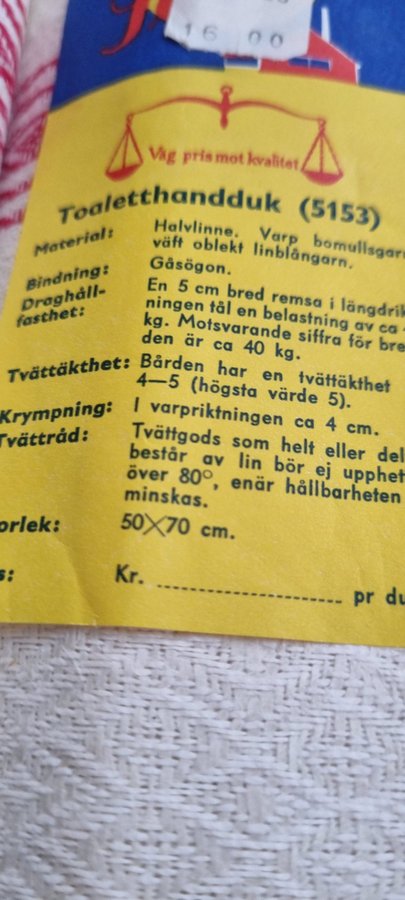 16 00
Väg pris mot kvalitet
Toaletthandduk (5153)
Material: Halvlinne. Varp bomullsgarn
väft oblekt linblångarn.
Bindning: Gåsögon.
Draghåll-
fasthet: En 5 cm bred remsa i längdrik
ningen tål en belastning av ca
kg. Motsvarande siffra för bre
den är ca 40 kg.
Tvättäkthet: Bården har en tvättäkthet
4—5 (högsta värde 5).
Krympning: I varpriktningen ca 4 cm.
Tvättråd: Tvättgods som helt eller del
består av lin bör ej upphet
över 80°, enär hållbarheten
minskas.
orlek: 50×70 cm.
s: Kr. ........................ pr du